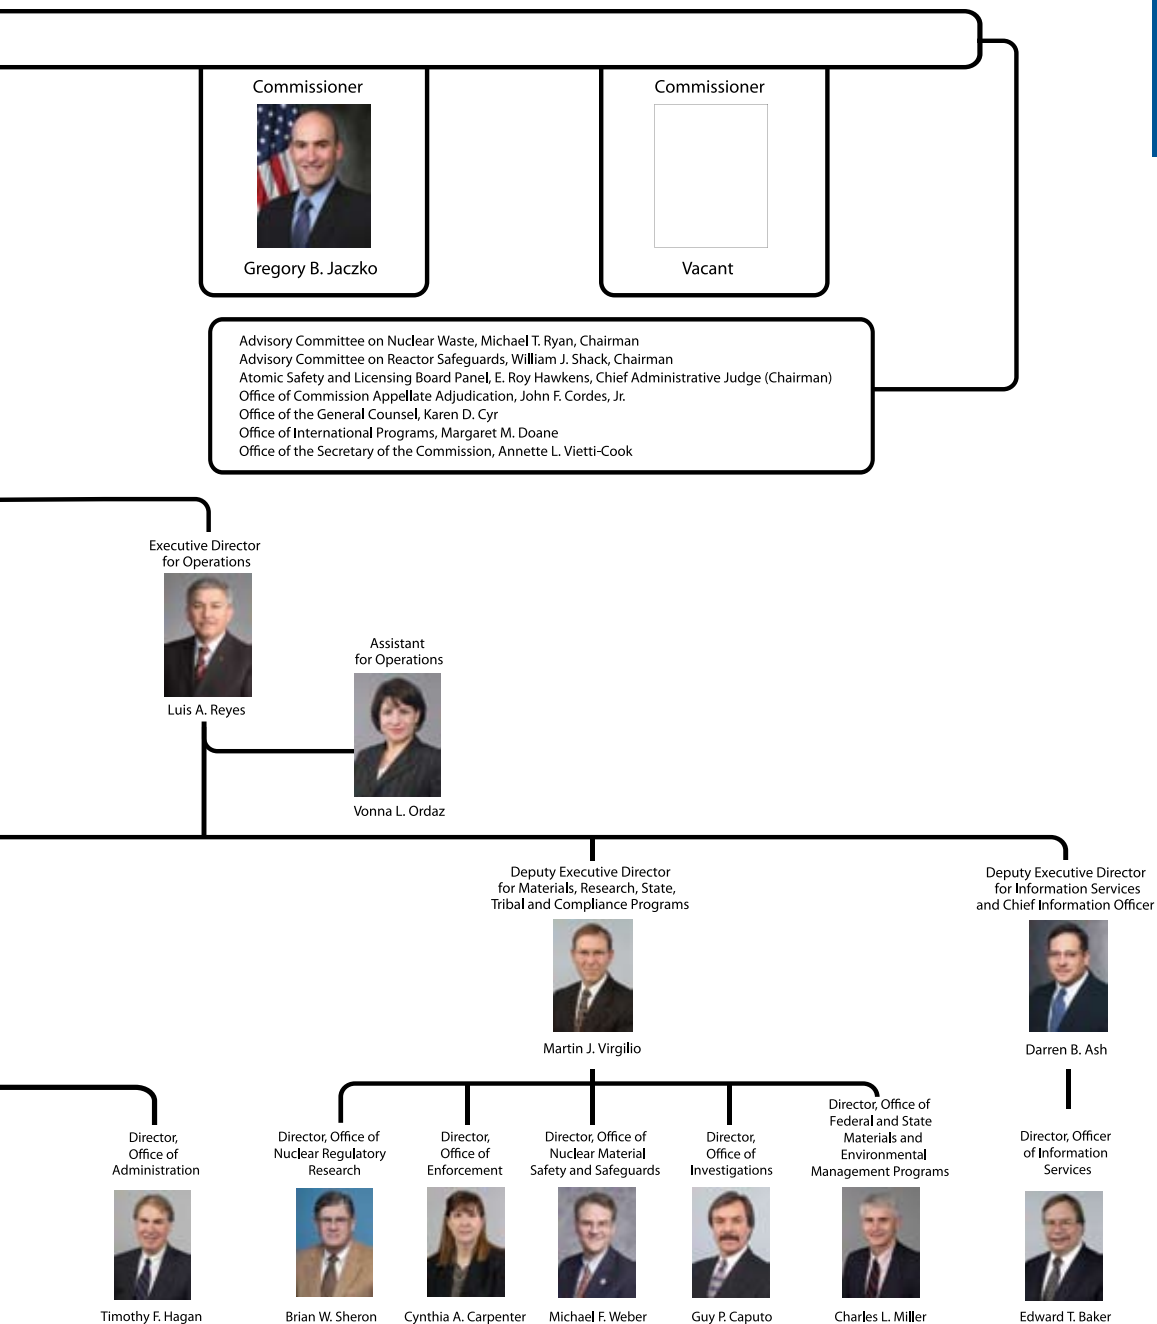 Commissioner
Gregory B. Jaczko
Commissioner
Vacant
Advisory Committee on Nuclear Waste, Michael T. Ryan, Chairman
Advisory Committee on Reactor Safeguards, William J. Shack, Chairman
Atomic Safety and Licensing Board Panel, E. Roy Hawkens, Chief Administrative Judge (Chairman)
Office of Commission Appellate Adjudication, John F. Cordes, Jr.
Office of the General Counsel, Karen D. Cyr
Office of International Programs, Margaret M. Doane
Office of the Secretary of the Commission, Annette L. Vietti-Cook
Executive Director
for Operations
Luis A. Reyes
Assistant
for Operations
Vonna L. Ordaz
Deputy Executive Director
for Materials, Research, State,
Tribal and Compliance Programs
Martin J. Virgilio
Deputy Executive Director
for Information Services
and Chief Information Officer
Darren B. Ash
Director,
Office of
Administration
Timothy F. Hagan
Director, Office of
Nuclear Regulatory
Research
Brian W. Sheron
Director,
Office of
Enforcement
Cynthia A. Carpenter
Director, Office of
Nuclear Material
Safety and Safeguards
Michael F. Weber
Director,
Office of
Investigations
Guy P. Caputo
Director, Office of
Federal and State
Materials and
Environmental
Management Programs
Charles L. Miller
Director, Officer
of Information
Services
Edward T. Baker